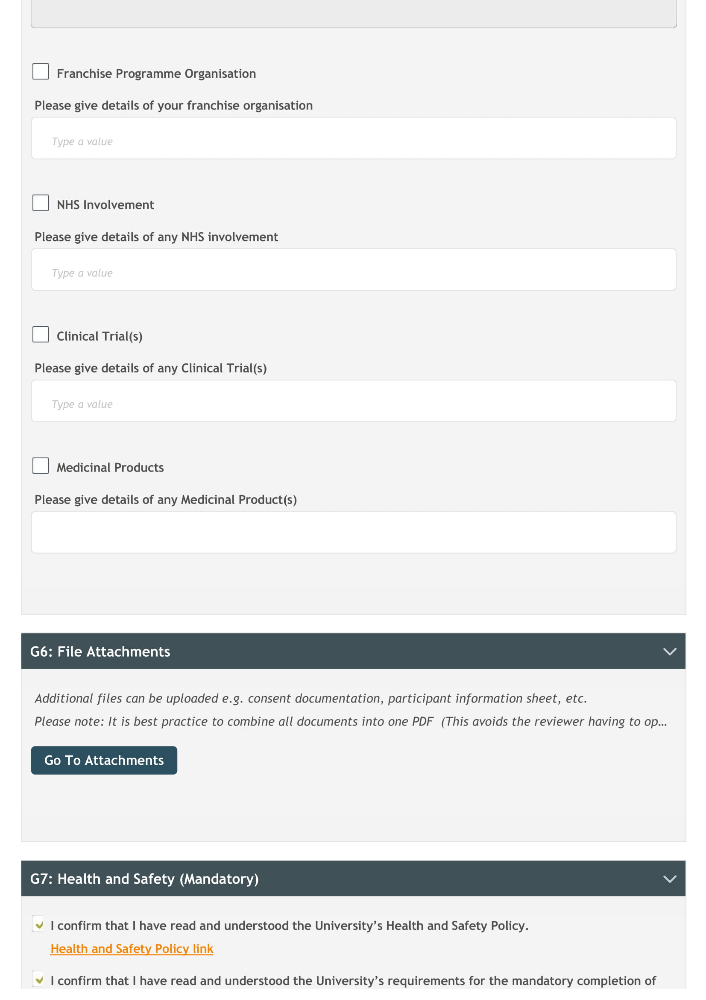 Franchise Programme Organisation
Please give details of your franchise organisation
Type a value
NHS Involvement
Please give details of any NHS involvement
Type a value
Clinical Trial(s)
Please give details of any Clinical Trial(s)
Type a value
Medicinal Products
Please give details of any Medicinal Product(s)
G6: File Attachments
Additional files can be uploaded e.g. consent documentation, participant information sheet, etc.
Please note: It is best practice to combine all documents into one PDF  (This avoids the reviewer having to op…
Go To Attachments
G7: Health and Safety (Mandatory)
I confirm that I have read and understood the University’s Health and Safety Policy.
Health and Safety Policy link
I confirm that I have read and understood the University’s requirements for the mandatory completion of